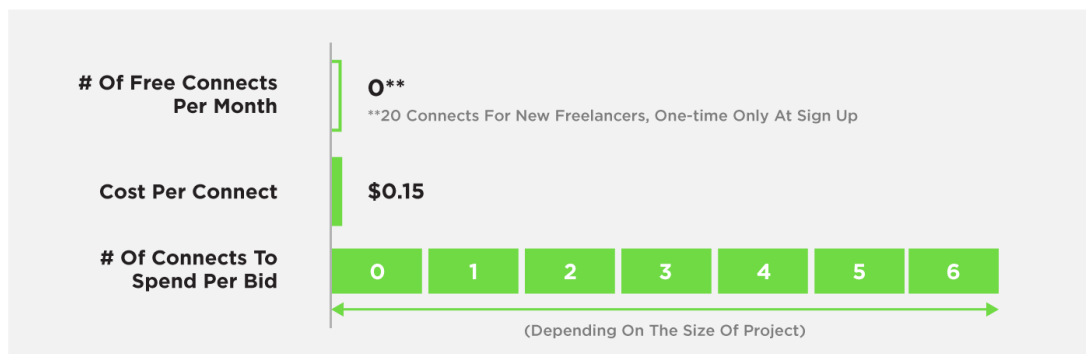 # Of Free Connects
Per Month
0**
**20 Connects For New Freelancers, One-time Only At Sign Up
Cost Per Connect
$0.15
# Of Connects To
Spend Per Bid
0 1 2 3 4 5 6
(Depending On The Size Of Project)